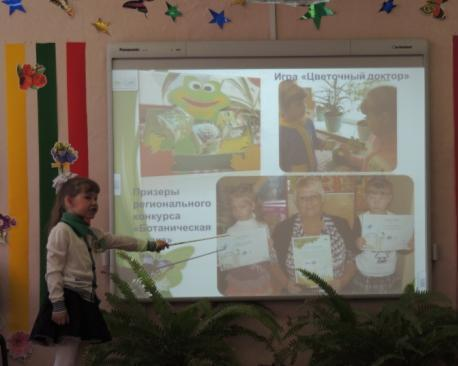 Игра «Цветочный доктор»
Призеры
регионального
конкурса
«Ботаническая